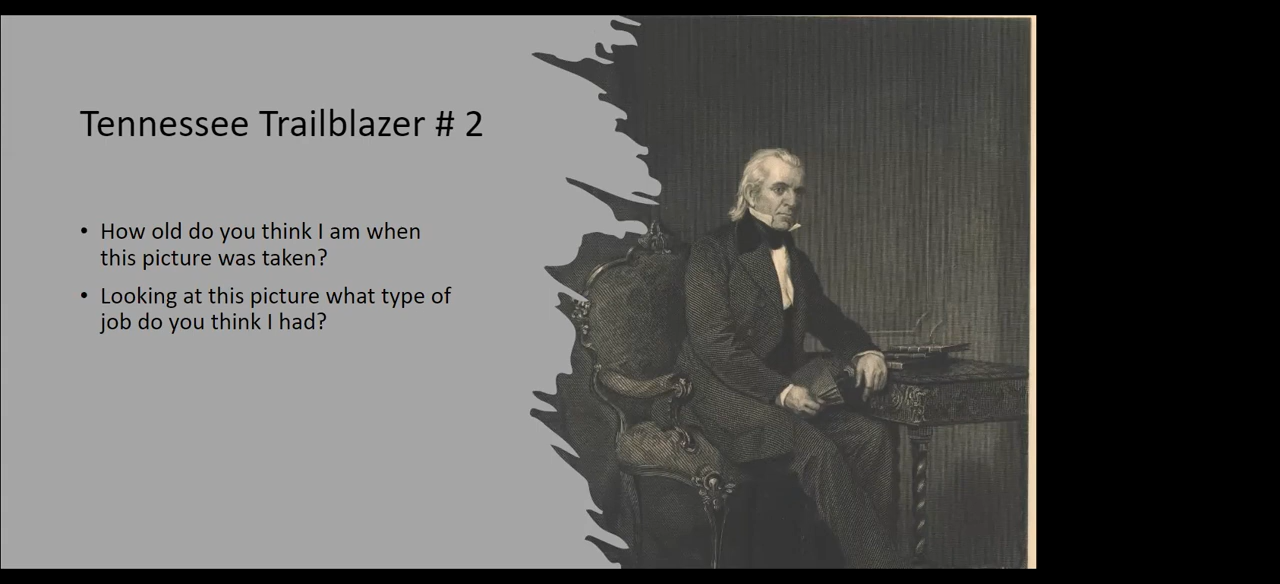 Tennessee Trailblazer # 2
• How old do you think I am when
this picture was taken?
• Looking at this picture what type of
job do you think I had?